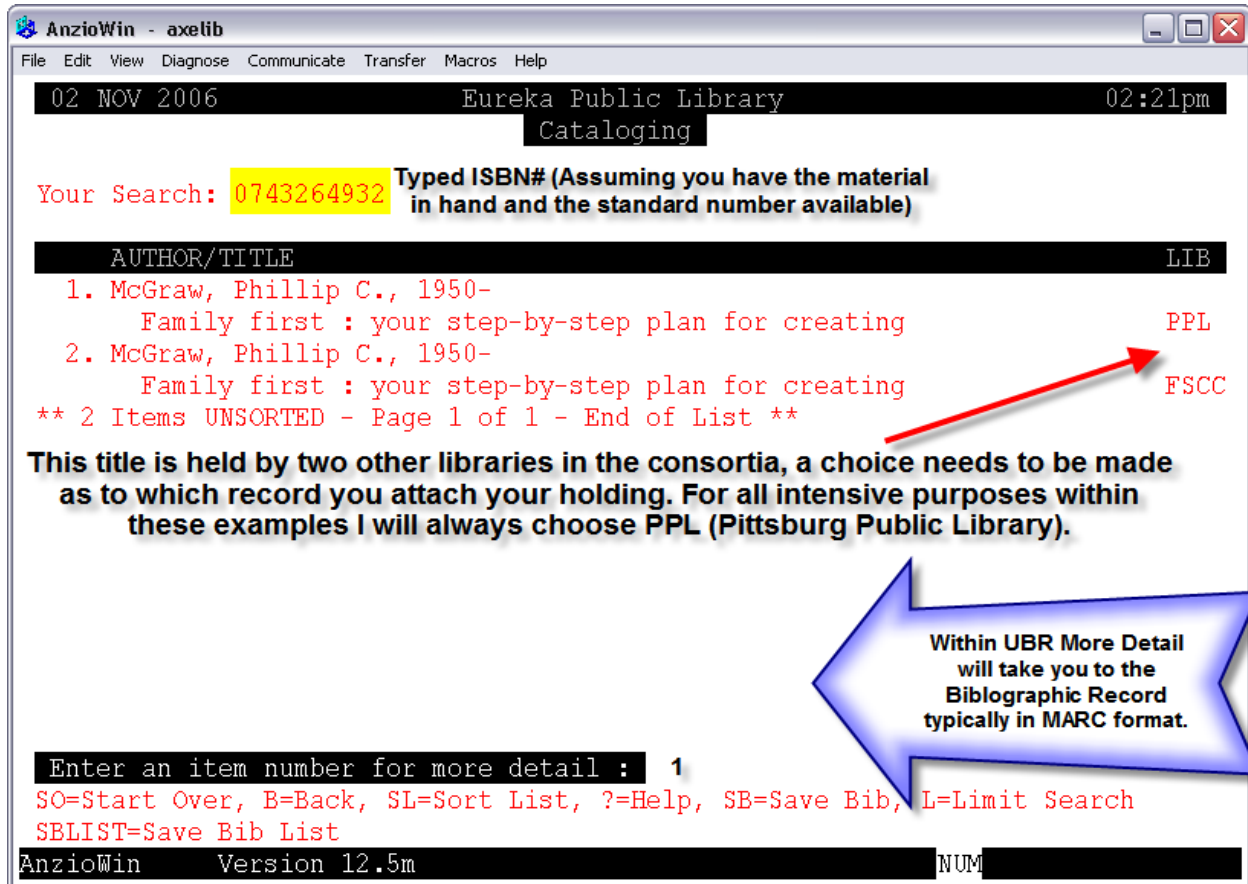 AnzioWin - axelib
File Edit View Diagnose Communicate Transfer Macros Help
02 NOV 2006 Eureka Public Library 02:21pm
Cataloging
Your Search: 0743264932
Typed ISBN# (Assuming you have the material
in hand and the standard number available)
AUTHOR/TITLE LIB
1. McGraw, Phillip C., 1950-
Family first : your step-by-step plan for creating PPL
2. McGraw, Phillip C., 1950-
Family first : your step-by-step plan for creating FSCC
** 2 Items UNSORTED - Page 1 of 1 - End of List **
This title is held by two other libraries in the consortia, a choice needs to be made
as to which record you attach your holding. For all intensive purposes within
these examples I will always choose PPL (Pittsburg Public Library).
Within UBR More Detail
will take you to the
Biblographic Record
typically in MARC format.
Enter an item number for more detail : 1
SO=Start Over, B=Back, SL=Sort List, ?=Help, SB=Save Bib, L=Limit Search
SBLIST=Save Bib List
AnzioWin Version 12.5m NUM